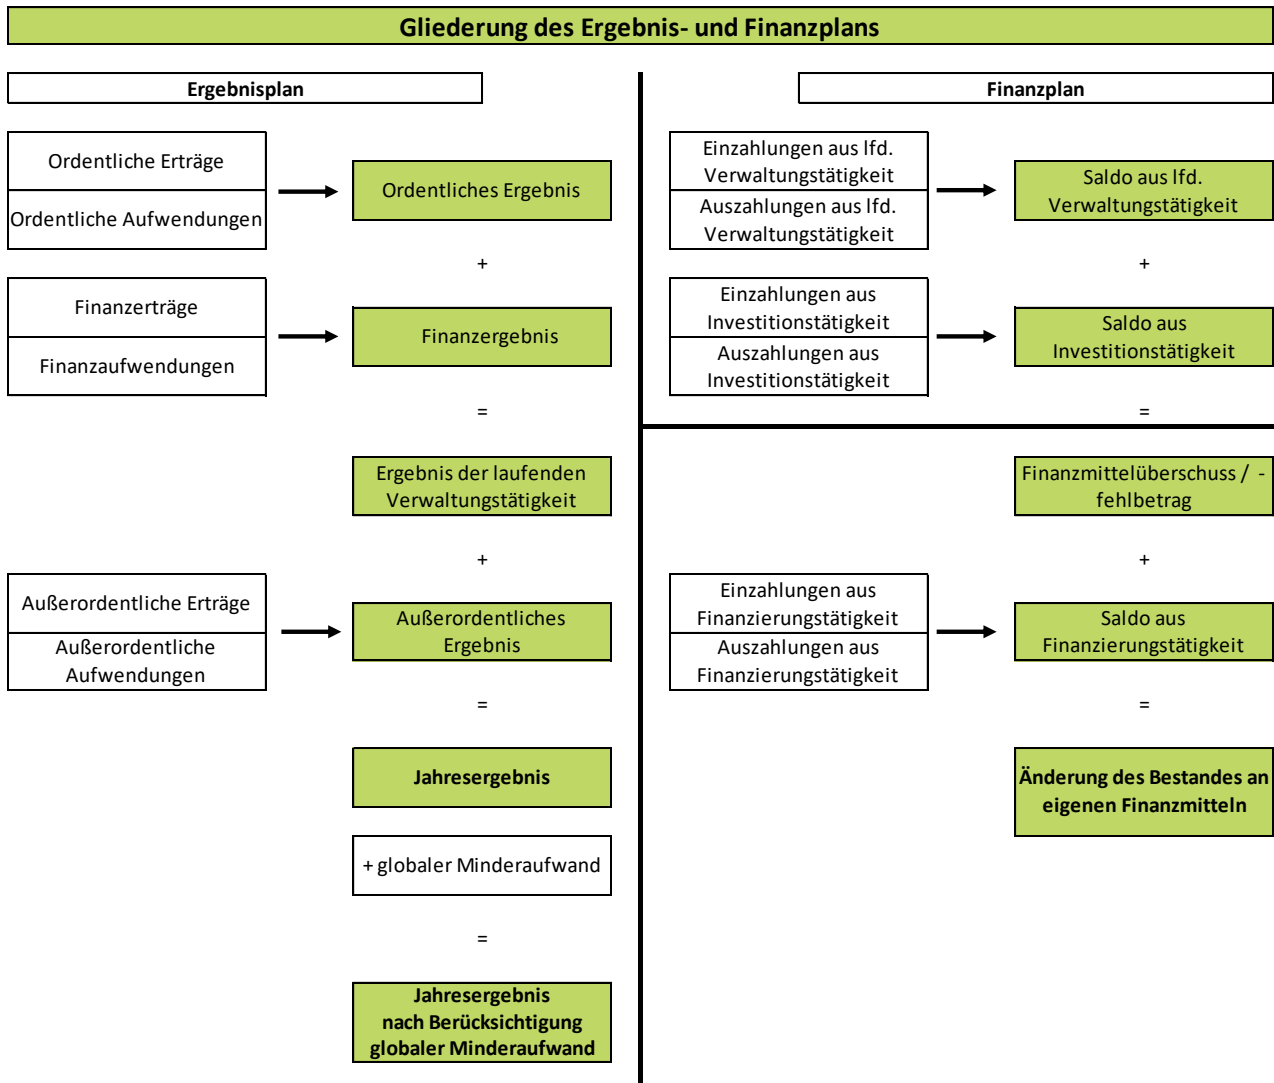 Gliederung des Ergebnis- und Finanzplans
Ergebnisplan
Ordentliche Erträge
Ordentliche Aufwendungen
Ordentliches Ergebnis
+
Finanzerträge
Finanzaufwendungen
Finanzergebnis
=
Ergebnis der laufenden
Verwaltungstätigkeit
+
Außerordentliche Erträge
Außerordentliche
Aufwendungen
Außerordentliches
Ergebnis
=
Jahresergebnis
+ globaler Minderaufwand
=
Jahresergebnis
nach Berücksichtigung
globaler Minderaufwand
Finanzplan
Einzahlungen aus lfd.
Verwaltungstätigkeit
Auszahlungen aus lfd.
Verwaltungstätigkeit
Saldo aus lfd.
Verwaltungstätigkeit
+
Einzahlungen aus
Investitionstätigkeit
Auszahlungen aus
Investitionstätigkeit
Saldo aus
Investitionstätigkeit
=
Finanzmittelüberschuss / -
fehlbetrag
+
Einzahlungen aus
Finanzierungstätigkeit
Auszahlungen aus
Finanzierungstätigkeit
Saldo aus
Finanzierungstätigkeit
=
Änderung des Bestandes an
eigenen Finanzmitteln